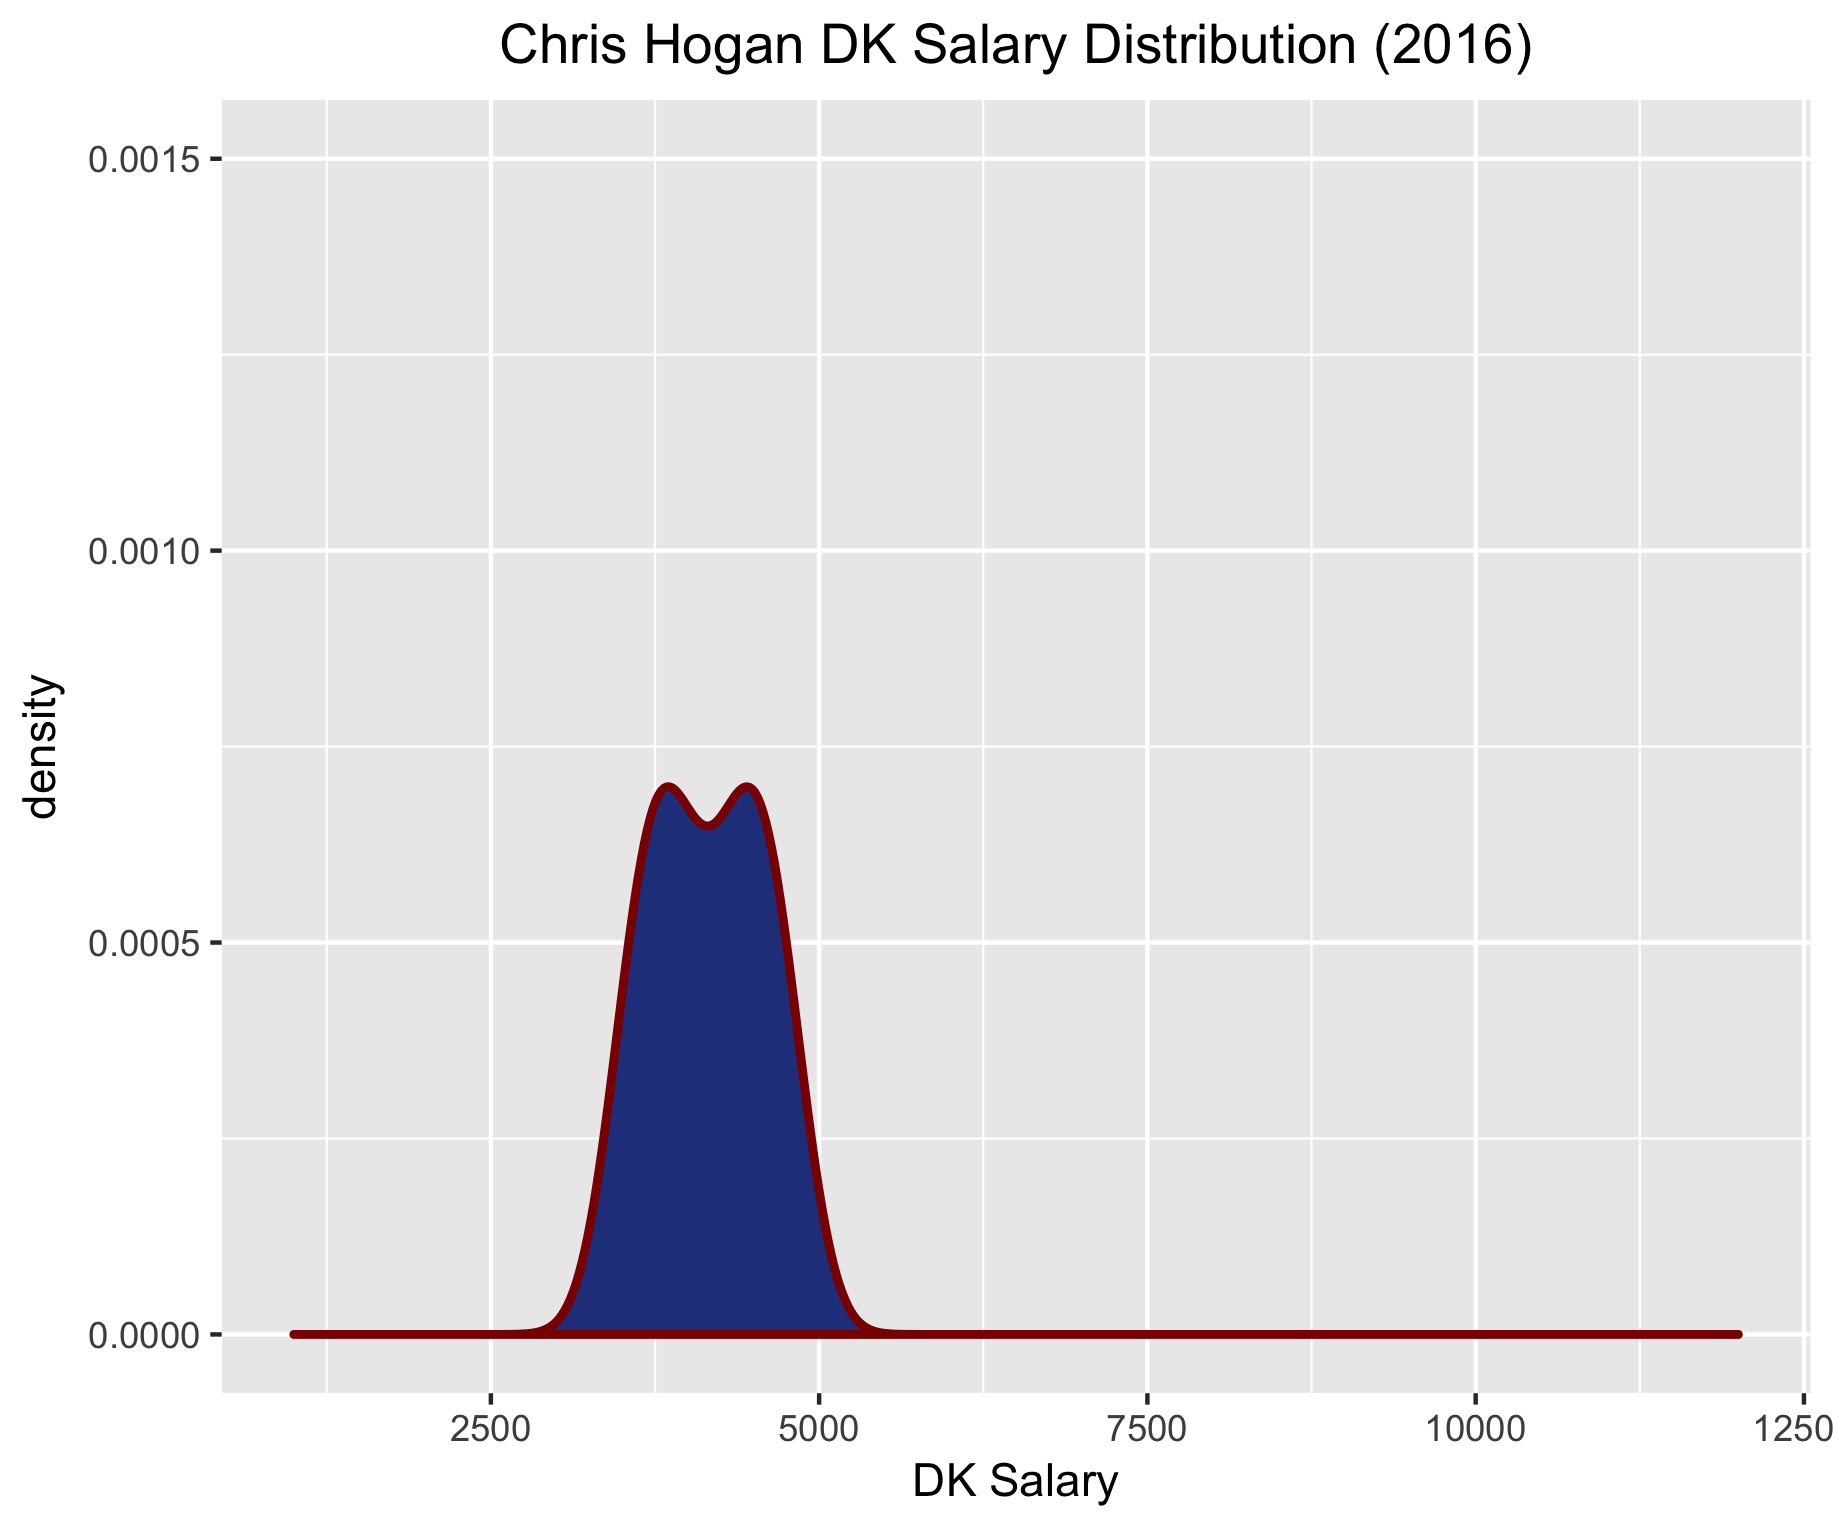 Chris Hogan DK Salary Distribution (2016)
0.0015
0.0010
density
0.0005
0.0000
2500 5000 7500 10000 1250
DK Salary